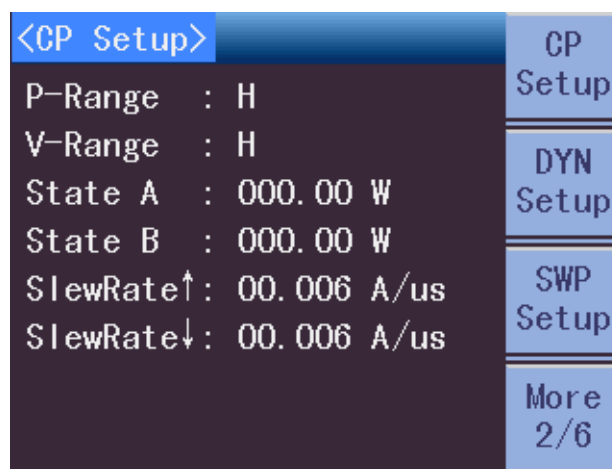 <CP Setup>
P-Range : H
V-Range : H
State A : 000.00 W
State B : 000.00 W
SlewRate↑: 00.006 A/us
SlewRate↓: 00.006 A/us
CP
Setup
DYN
Setup
SWP
Setup
More
2/6